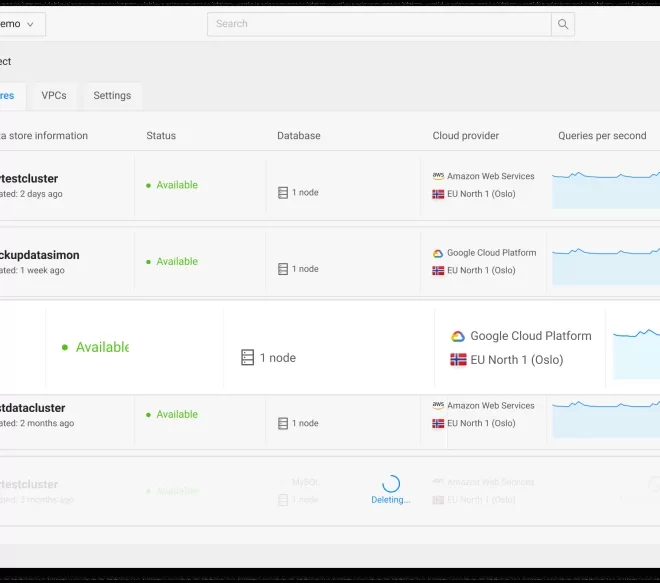 emo
Search
ect
res VPCs Settings
a store information Status Database Cloud provider Queries per second
testcluster
ated: 2 days ago
Available
1 node
aws Amazon Web Services
EU North 1 (Oslo)
ckupdatasimon
ated: 1 week ago
Available
1 node
Google Cloud Platform
EU North 1 (Oslo)
Available
1 node
Google Cloud Platform
EU North 1 (Oslo)
tdatacluster
ated: 2 months ago
Available
1 node
aws Amazon Web Services
EU North 1 (Oslo)
testcluster
ated: 3 months ago
Available
MySQL
1 node
Deleting...
aws Amazon Web Services
EU North 1 (Oslo)